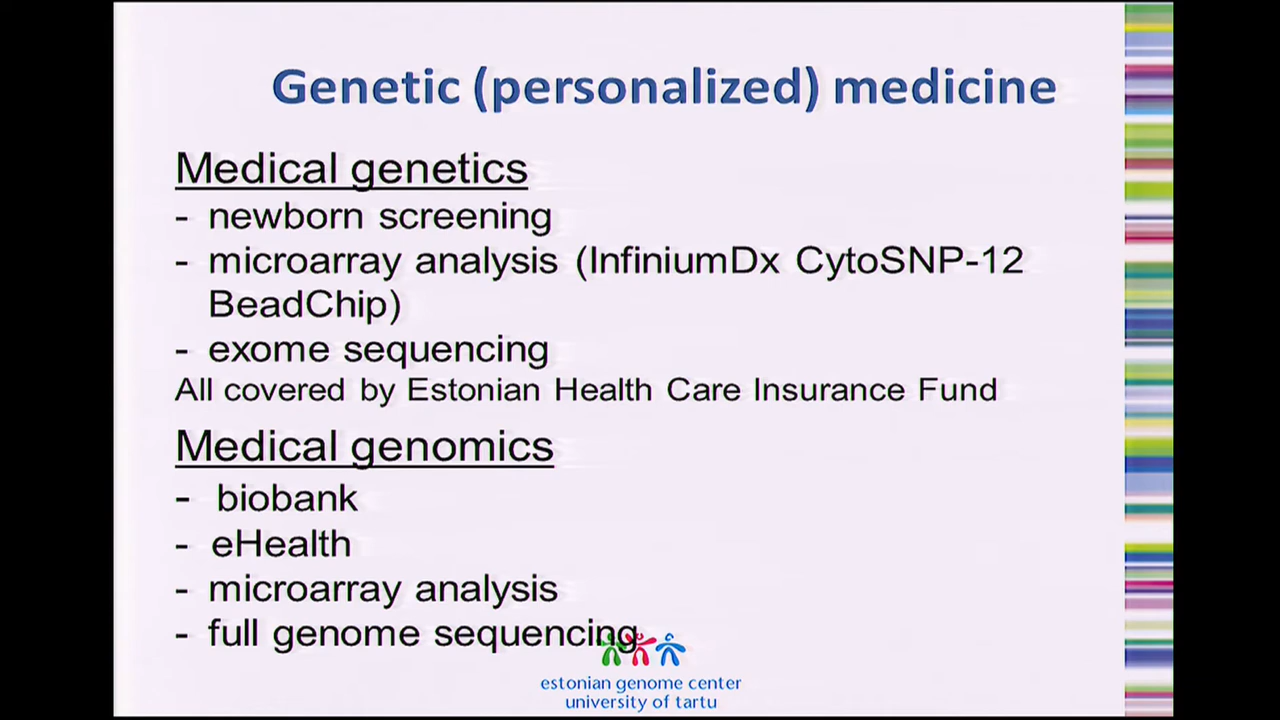 Genetic (personalized) medicine
Medical genetics
- newborn screening
- microarray analysis (InfiniumDx CytoSNP-12
BeadChip)
- exome sequencing
All covered by Estonian Health Care Insurance Fund
Medical genomics
- biobank
- eHealth
- microarray analysis
- full genome sequencing
estonian genome center
university of tartu